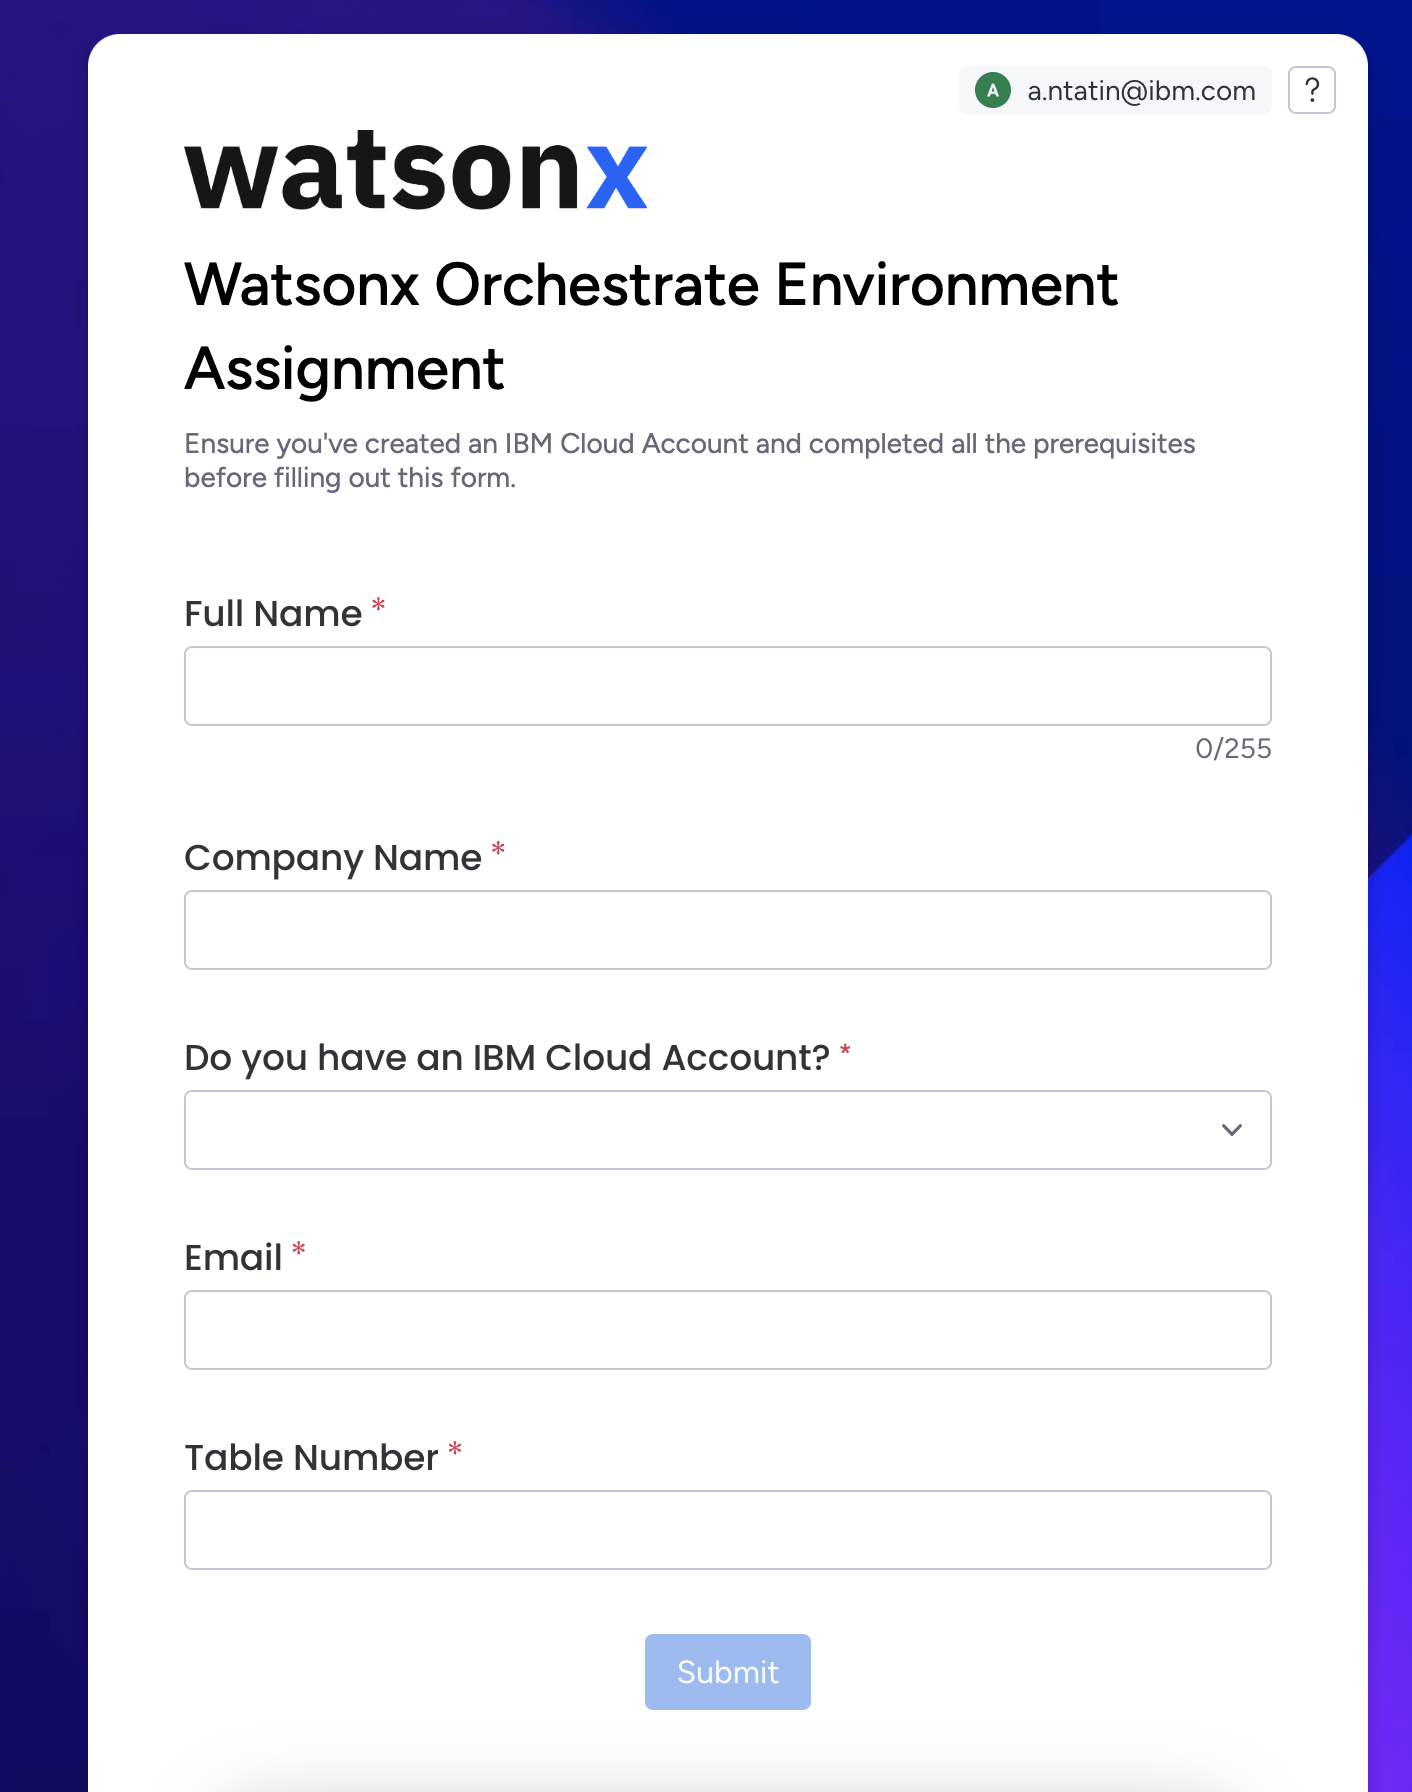 A a.ntatin@ibm.com ?
watsonx
Watsonx Orchestrate Environment
Assignment
Ensure you've created an IBM Cloud Account and completed all the prerequisites
before filling out this form.
Full Name *
0/255
Company Name *
Do you have an IBM Cloud Account? *
Email *
Table Number *
Submit